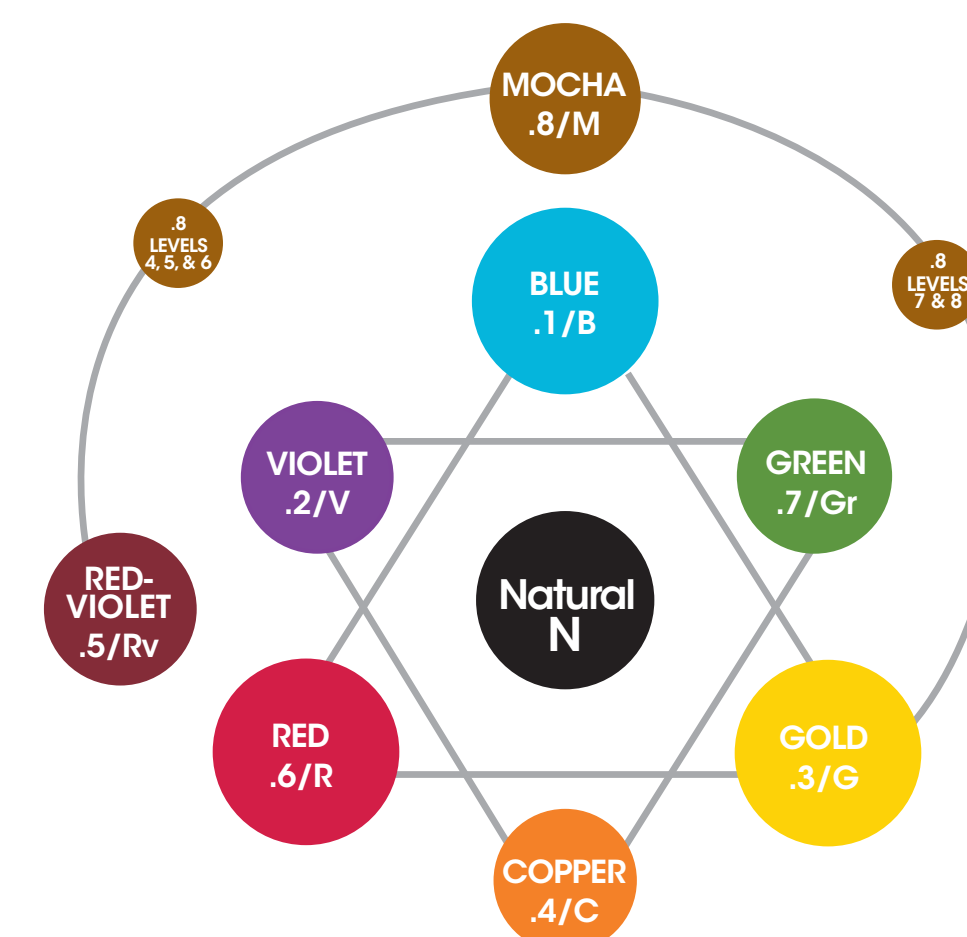 MOCHA
.8/M
.8
LEVELS
4, 5, & 6
BLUE
.1/B
.8
LEVELS
7 & 8
VIOLET
.2/V
GREEN
.7/Gr
RED-
VIOLET
.5/Rv
Natural
N
RED
.6/R
GOLD
.3/G
COPPER
.4/C